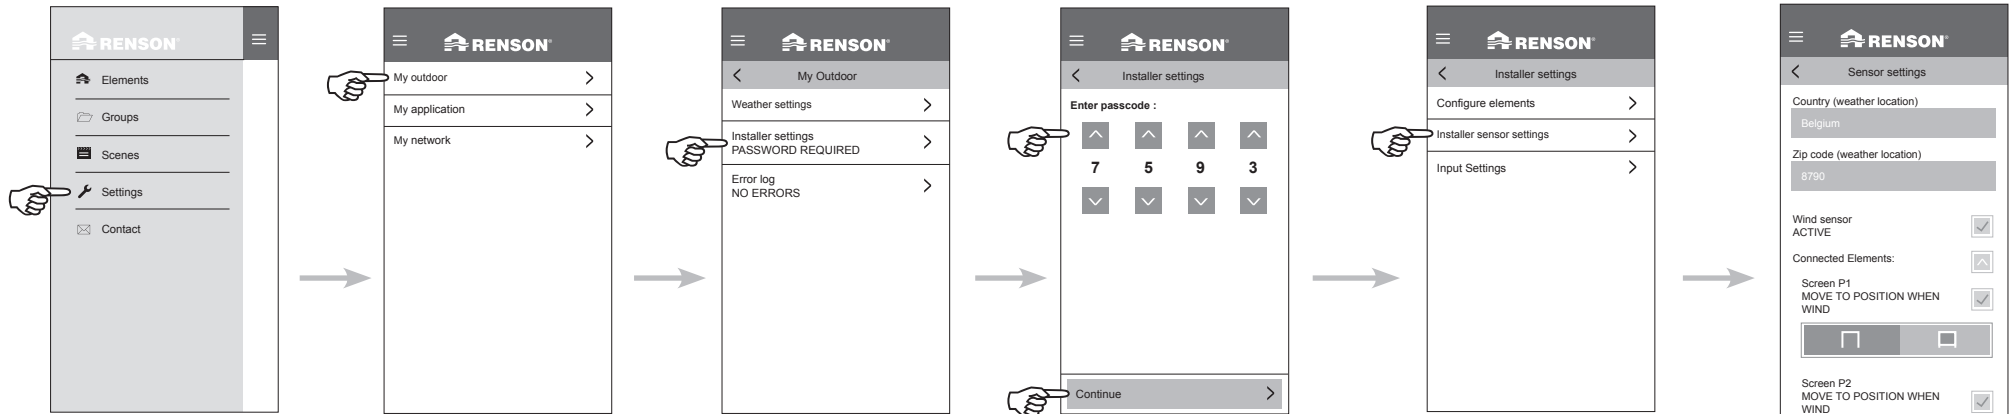 RENSON®
Elements
Groups
Scenes
Settings
Contact
RENSON®
My outdoor
My application
My network
RENSON®
My Outdoor
Weather settings
Installer settings
PASSWORD REQUIRED
Error log
NO ERRORS
RENSON®
Installer settings
Enter passcode :
7 5 9 3
Continue
RENSON®
Installer settings
Configure elements
Installer sensor settings
Input Settings
RENSON®
Sensor settings
Country (weather location)
Belgium
Zip code (weather location)
8790
Wind sensor
ACTIVE
Connected Elements:
Screen P1
MOVE TO POSITION WHEN
WIND
Screen P2
MOVE TO POSITION WHEN
WIND